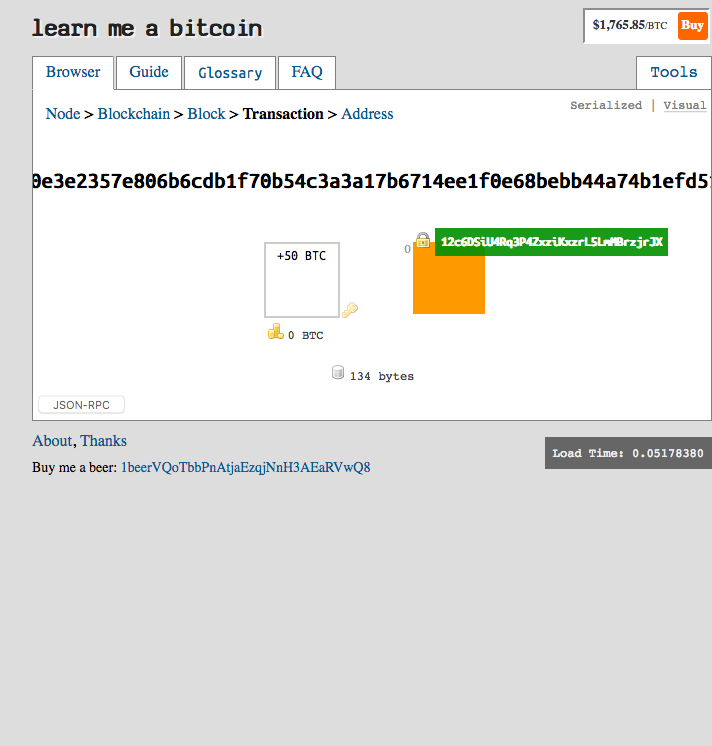 learn me a bitcoin
$1,765.85/BTC Buy
Browser Guide Glossary FAQ Tools
Node > Blockchain > Block > Transaction > Address
Serialized | Visual
0e3e2357e806b6cdb1f70b54c3a3a17b6714ee1f0e68bebb44a74b1efd5
+50 BTC
0
12c6DSiU4Rq3P4ZxziKxzrL5LmMBrzjrJX
0 BTC
134 bytes
JSON-RPC
About, Thanks
Load Time: 0.05178380
Buy me a beer: 1beerVQoTbbPnAtjaEzqjNnH3AEaRVwQ8